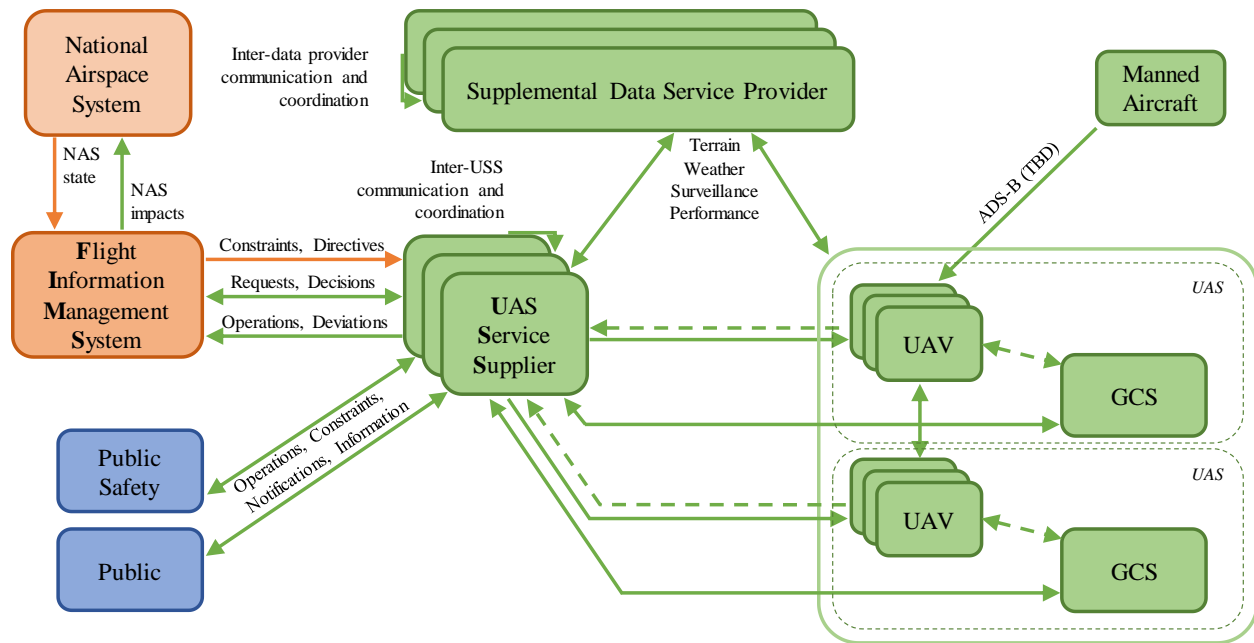 National
Airspace
System
Inter-data provider
communication and
coordination
Supplemental Data Service Provider
Manned
Aircraft
NAS
state
NAS
impacts
Inter-USS
communication and
coordination
Terrain
Weather
Surveillance
Performance
ADS-B (TBD)
Flight
Information
Management
System
Constraints, Directives
Requests, Decisions
Operations, Deviations
UAS
Service
Supplier
UAS
UAV
GCS
Operations, Constraints,
Notifications, Information
Public
Safety
Public
UAS
UAV
GCS